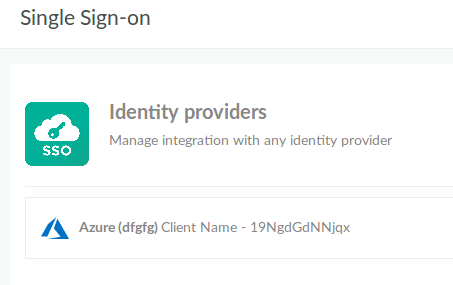 Single Sign-on
Identity providers
Manage integration with any identity provider
SSO
Azure (dfgfg) Client Name - 19NgdGdNNjqx